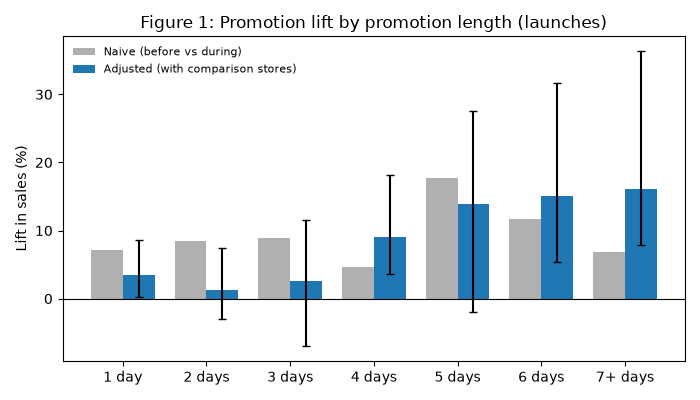 Figure 1: Promotion lift by promotion length (launches)
Naive (before vs during)
Adjusted (with comparison stores)
Lift in sales (%)
30
20
10
0
1 day 2 days 3 days 4 days 5 days 6 days 7+ days